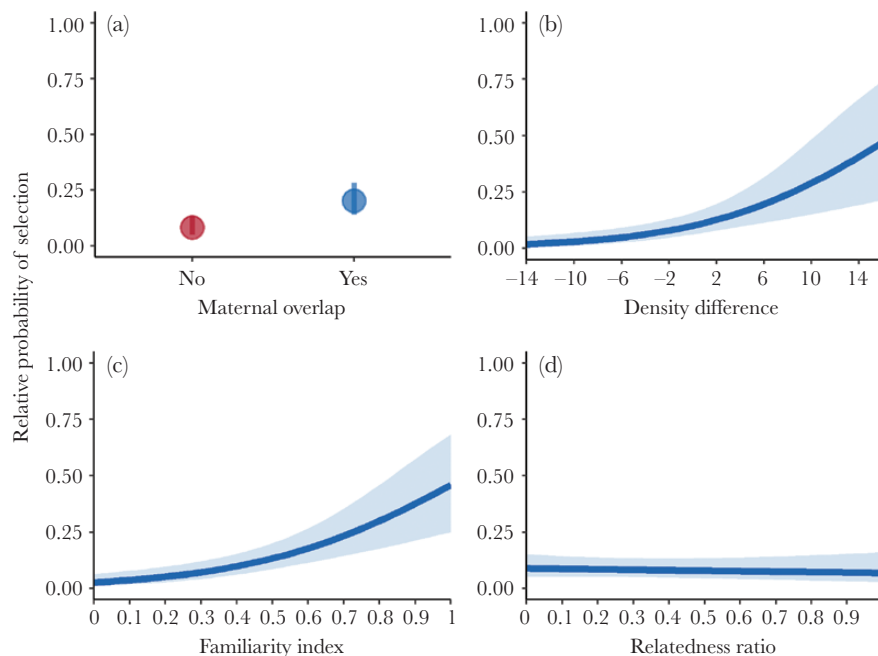 Relative probability of selection
(a)
1.00
0.75
0.50
0.25
0.00
No Yes
Maternal overlap
(b)
1.00
0.75
0.50
0.25
0.00
–14 –10 –6 –2 2 6 10 14
Density difference
(c)
1.00
0.75
0.50
0.25
0.00
0 0.1 0.2 0.3 0.4 0.5 0.6 0.7 0.8 0.9 1
Familiarity index
(d)
1.00
0.75
0.50
0.25
0.00
0 0.1 0.2 0.3 0.4 0.5 0.6 0.7 0.8 0.9
Relatedness ratio